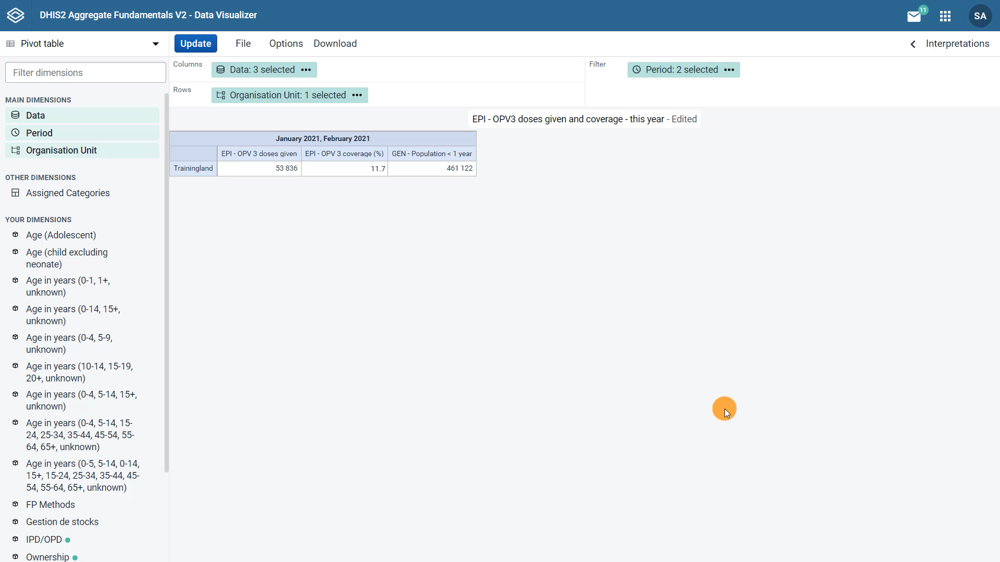 DHIS2 Aggregate Fundamentals V2 - Data Visualizer
11
SA
Pivot table
Update
File
Options
Download
Interpretations
Filter dimensions
Columns
Data: 3 selected
Filter
Period: 2 selected
Rows
Organisation Unit: 1 selected
MAIN DIMENSIONS
Data
Period
Organisation Unit
OTHER DIMENSIONS
Assigned Categories
YOUR DIMENSIONS
Age (Adolescent)
Age (child excluding
neonate)
Age in years (0-1, 1+,
unknown)
Age in years (0-14, 15+,
unknown)
Age in years (0-4, 5-9,
unknown)
Age in years (10-14, 15-19,
20+, unknown)
Age in years (0-4, 5-14, 15+,
unknown)
Age in years (0-4, 5-14, 15-
24, 25-34, 35-44, 45-54, 55-
64, 65+, unknown)
Age in years (0-5, 5-14, 0-14,
15+, 15-24, 25-34, 35-44, 45-
54, 55-64, 65+, unknown)
FP Methods
Gestion de stocks
IPD/OPD
Ownership
EPI - OPV3 doses given and coverage - this year - Edited
January 2021, February 2021
EPI - OPV 3 doses given EPI - OPV 3 coverage (%) GEN - Population < 1 year
Trainingland 53 836 11.7 461 122